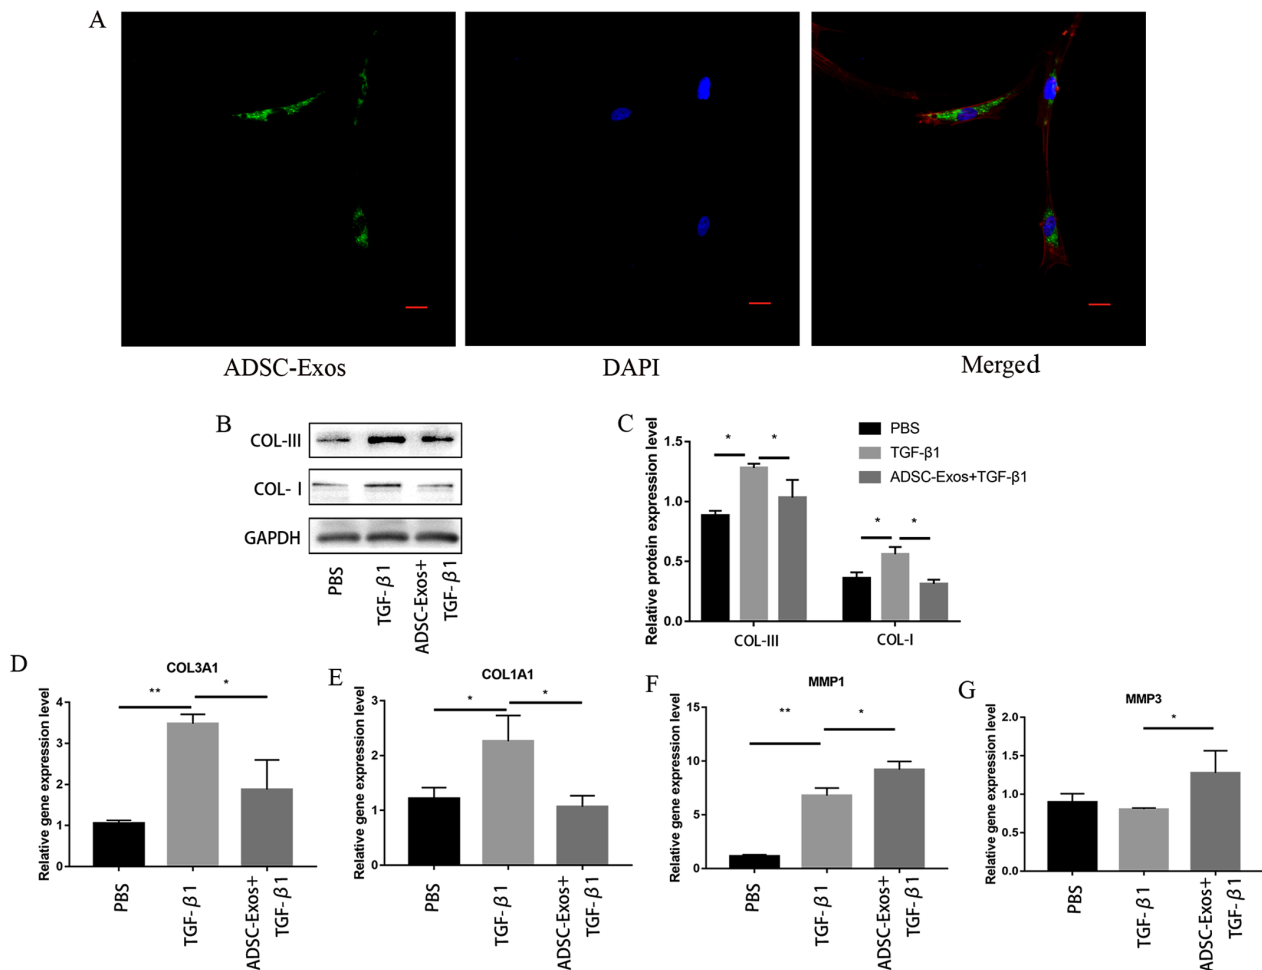 A
ADSC-Exos
DAPI
Merged
B
COL-III
COL- I
GAPDH
PBS
TGF-β1
ADSC-Exos+
TGF-β1
C
Relative protein expression level
1.5
1.0
0.5
0.0
* *
* *
COL-III
COL-I
PBS
TGF-β1
ADSC-Exos+TGF-β1
D
COL3A1
Relative gene expression level
4
3
2
1
0
** *
PBS
TGF-β1
ADSC-Exos+
TGF-β1
E
COL1A1
Relative gene expression level
3
2
1
0
* *
PBS
TGF-β1
ADSC-Exos+
TGF-β1
F
MMP1
Relative gene expression level
15
10
5
0
** *
PBS
TGF-β1
ADSC-Exos+
TGF-β1
G
MMP3
Relative gene expression level
2.0
1.5
1.0
0.5
0.0
*
PBS
TGF-β1
ADSC-Exos+
TGF-β1